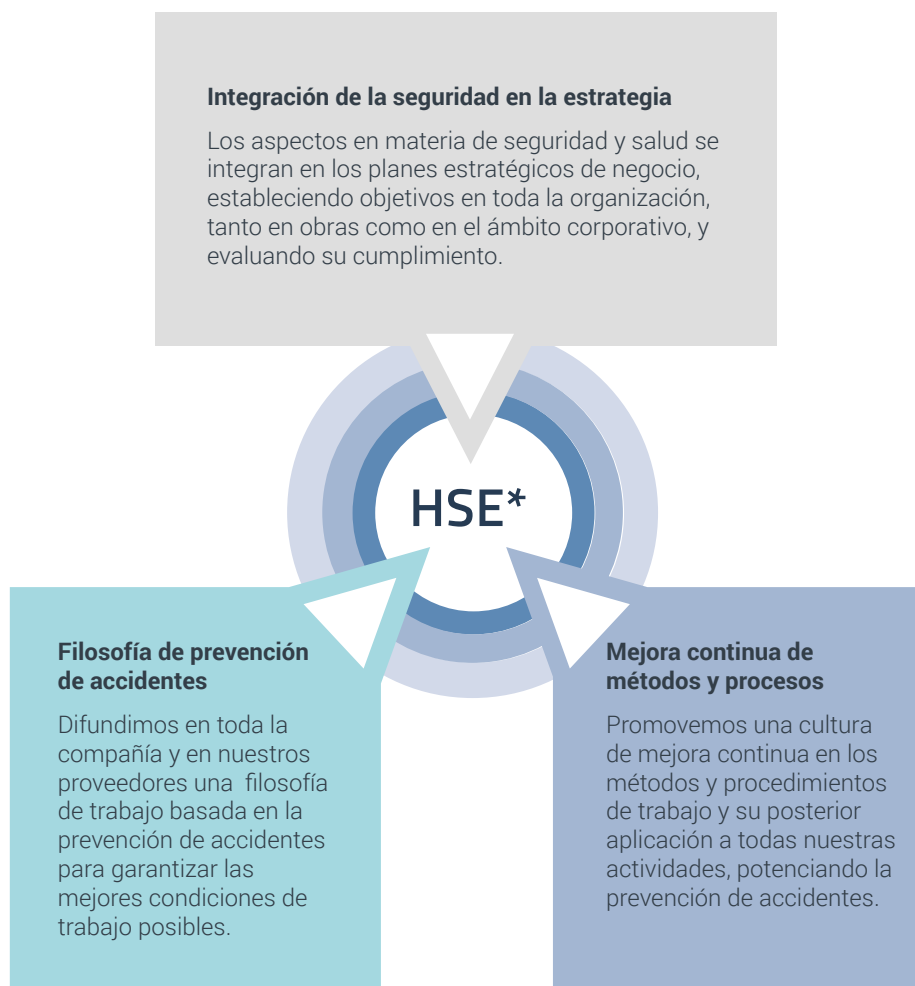 Integración de la seguridad en la estrategia
Los aspectos en materia de seguridad y salud se
integran en los planes estratégicos de negocio,
estableciendo objetivos en toda la organización,
tanto en obras como en el ámbito corporativo, y
evaluando su cumplimiento.
HSE*
Filosofía de prevención
de accidentes
Difundimos en toda la
compañía y en nuestros
proveedores una filosofía
de trabajo basada en la
prevención de accidentes
para garantizar las
mejores condiciones de
trabajo posibles.
Mejora continua de
métodos y procesos
Promovemos una cultura
de mejora continua en los
métodos y procedimientos
de trabajo y su posterior
aplicación a todas nuestras
actividades, potenciando la
prevención de accidentes.